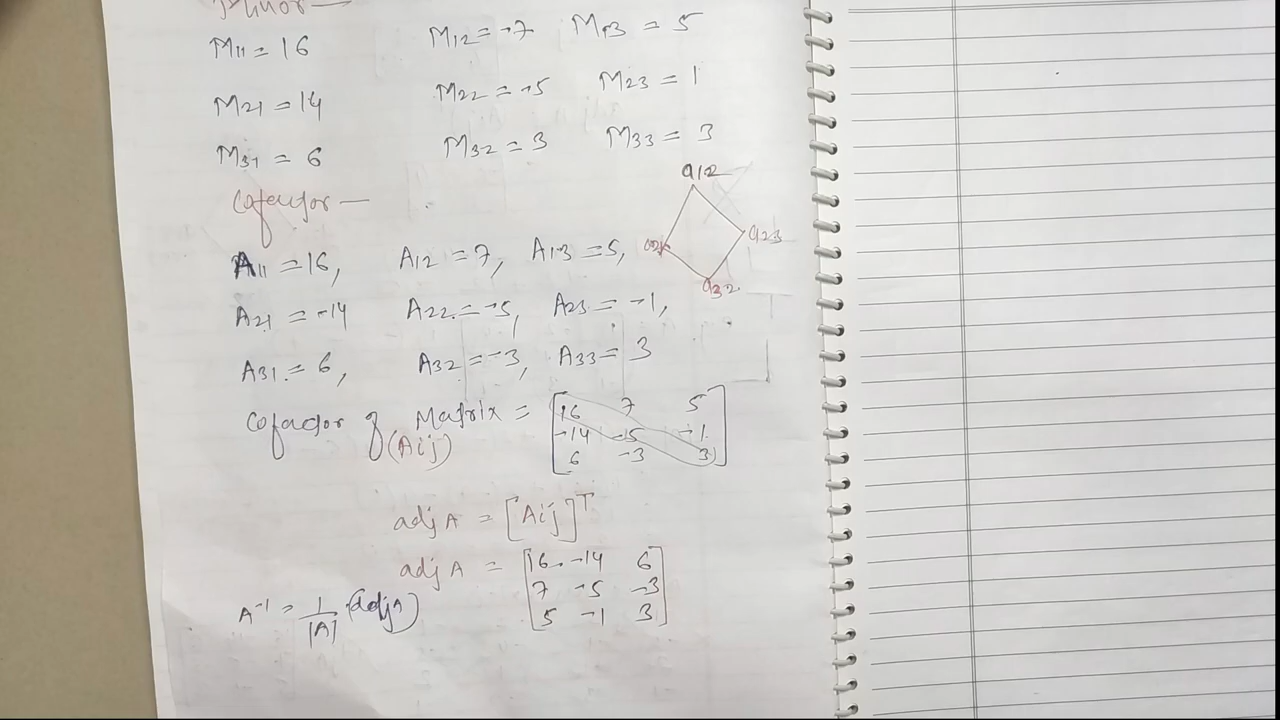 Minor —
M11 = 16 M12 = -7 M13 = 5
M21 = 14 M22 = -5 M23 = 1
M31 = 6 M32 = 3 M33 = 3
Cofactor —
a12
a21 a23
a32
A11 = 16, A12 = 7, A13 = 5,
A21 = -14 A22 = -5, A23 = -1,
A31 = 6, A32 = -3, A33 = 3
Cofactor of Matrix = [16 7 5
(Aij) -14 -5 -1
6 -3 3]
adj A = [Aij]T
adj A = [16 -14 6
7 -5 -3
5 -1 3]
A-1 = 1/|A| (adj A)